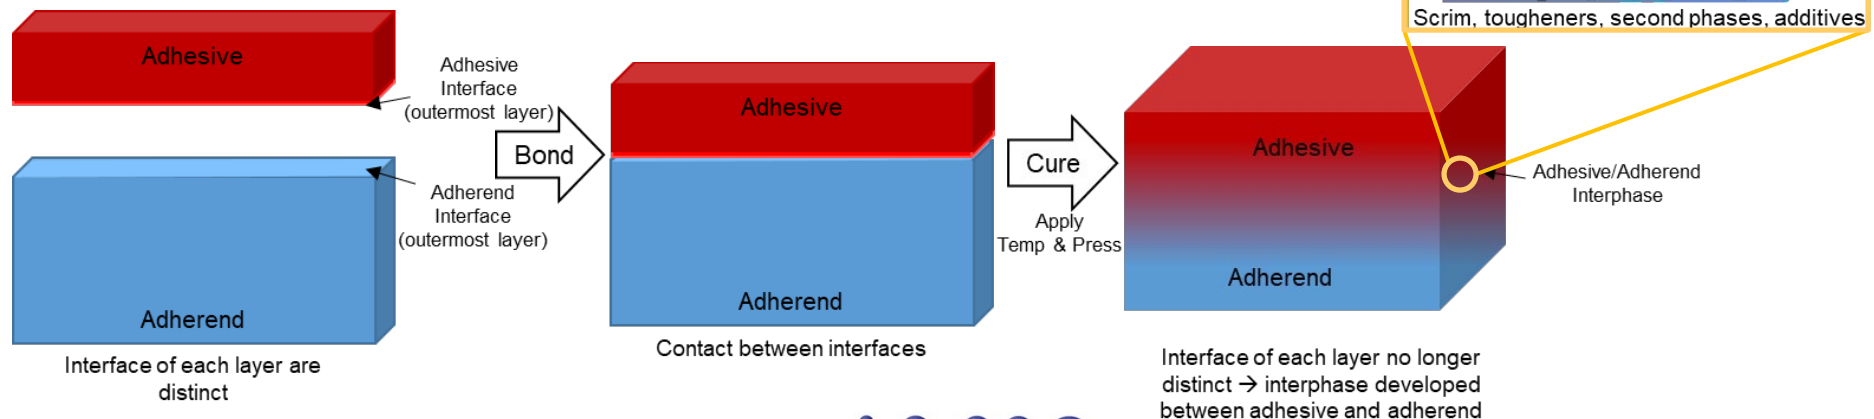 Scrim, tougheners, second phases, additives
Adhesive
Adhesive
Interface
(outermost layer)
Bond
Adherend
Interface
(outermost layer)
Adherend
Interface of each layer are
distinct
Adhesive
Adherend
Contact between interfaces
Cure
Apply
Temp & Press
Adhesive
Adherend
Adhesive/Adherend
Interphase
Interface of each layer no longer
distinct → interphase developed
between adhesive and adherend